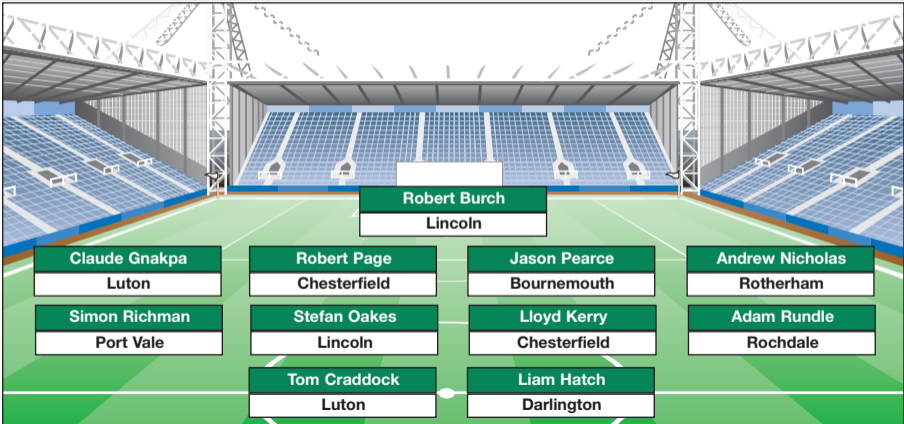 Robert Burch
Lincoln
Claude Gnakpa
Luton
Robert Page
Chesterfield
Jason Pearce
Bournemouth
Andrew Nicholas
Rotherham
Simon Richman
Port Vale
Stefan Oakes
Lincoln
Lloyd Kerry
Chesterfield
Adam Rundle
Rochdale
Tom Craddock
Luton
Liam Hatch
Darlington